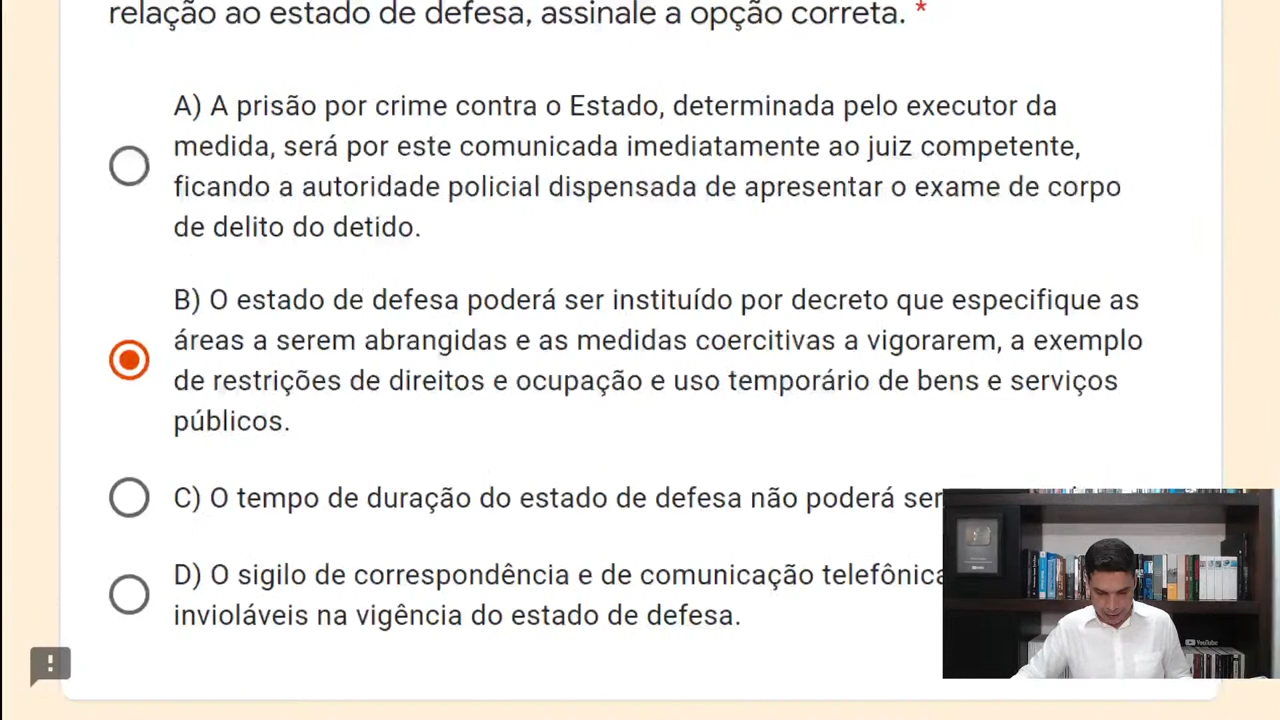 relação ao estado de defesa, assinale a opção correta. *
A) A prisão por crime contra o Estado, determinada pelo executor da
medida, será por este comunicada imediatamente ao juiz competente,
ficando a autoridade policial dispensada de apresentar o exame de corpo
de delito do detido.
B) O estado de defesa poderá ser instituído por decreto que especifique as
áreas a serem abrangidas e as medidas coercitivas a vigorarem, a exemplo
de restrições de direitos e ocupação e uso temporário de bens e serviços
públicos.
C) O tempo de duração do estado de defesa não poderá ser
D) O sigilo de correspondência e de comunicação telefônica
invioláveis na vigência do estado de defesa.
!
YouTube